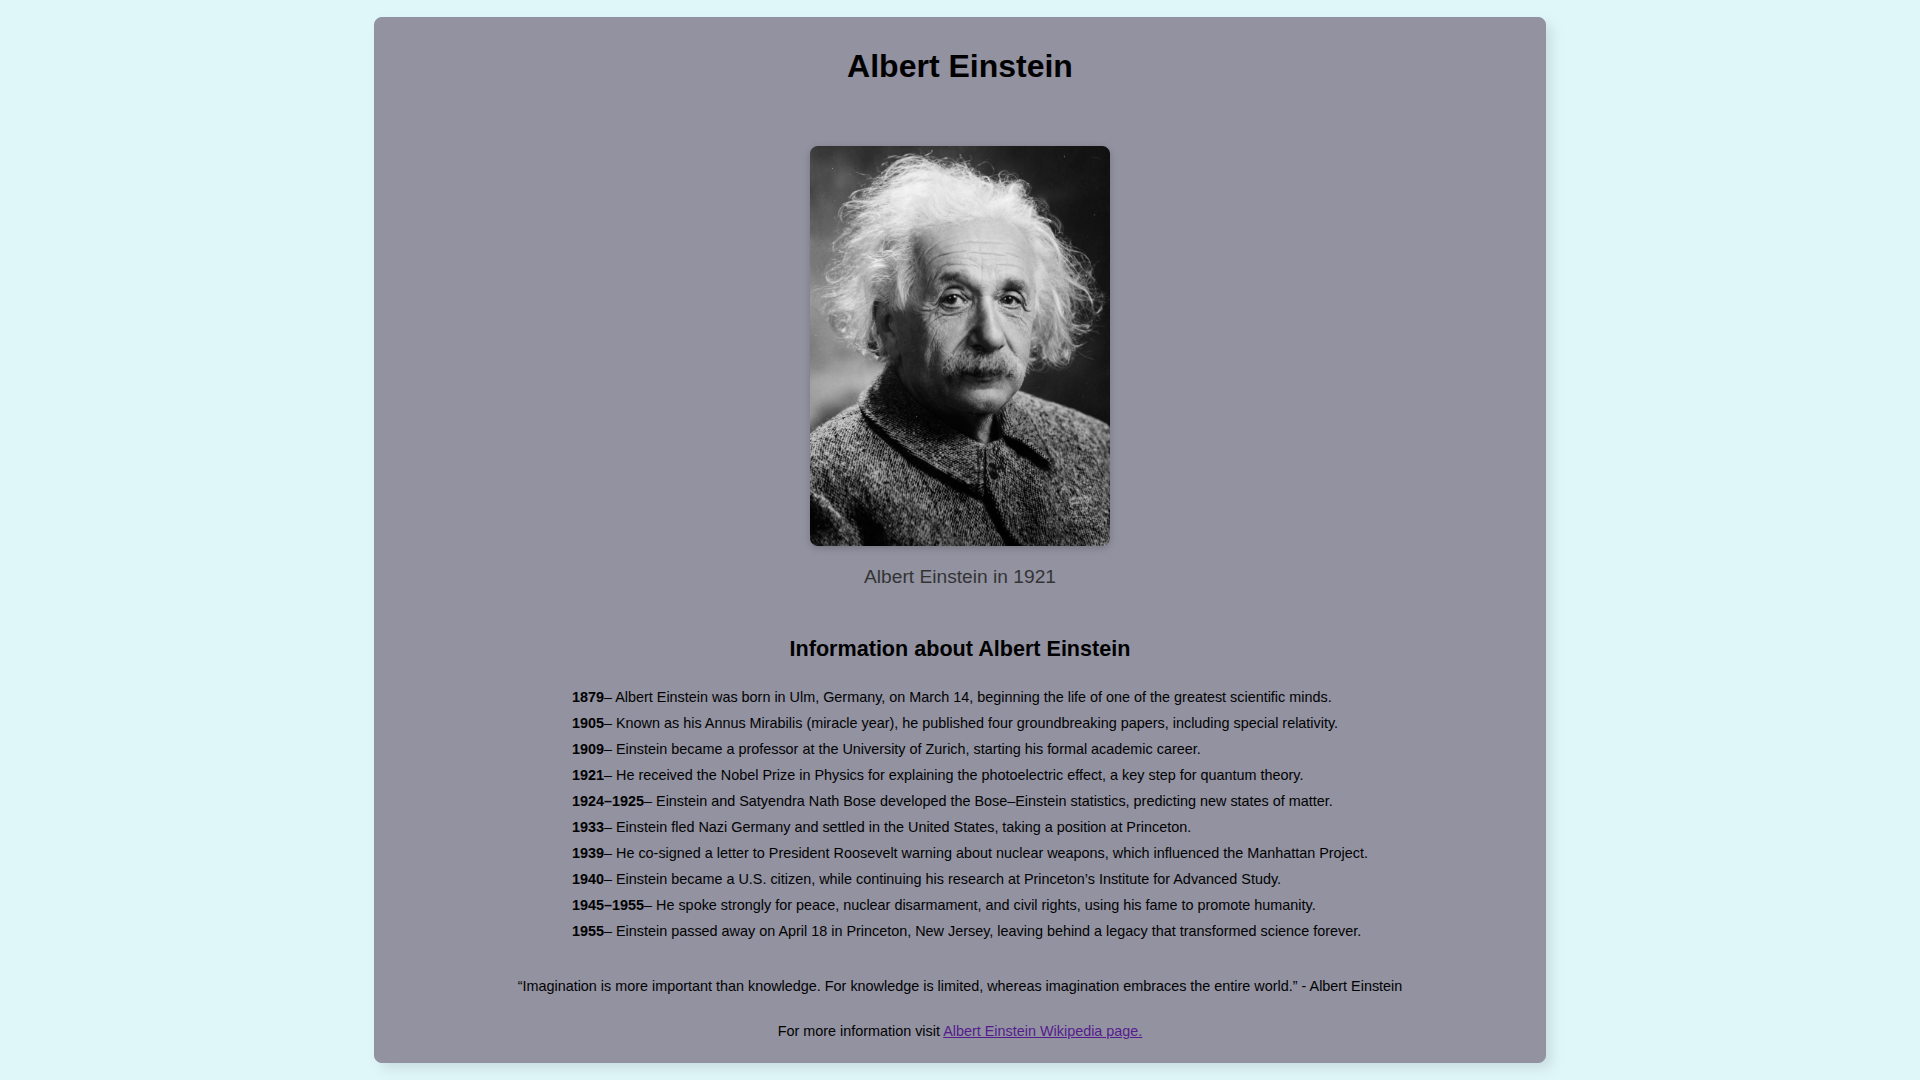 Albert Einstein
Albert Einstein in 1921
Information about Albert Einstein
1879– Albert Einstein was born in Ulm, Germany, on March 14, beginning the life of one of the greatest scientific minds.
1905– Known as his Annus Mirabilis (miracle year), he published four groundbreaking papers, including special relativity.
1909– Einstein became a professor at the University of Zurich, starting his formal academic career.
1921– He received the Nobel Prize in Physics for explaining the photoelectric effect, a key step for quantum theory.
1924–1925– Einstein and Satyendra Nath Bose developed the Bose–Einstein statistics, predicting new states of matter.
1933– Einstein fled Nazi Germany and settled in the United States, taking a position at Princeton.
1939– He co-signed a letter to President Roosevelt warning about nuclear weapons, which influenced the Manhattan Project.
1940– Einstein became a U.S. citizen, while continuing his research at Princeton’s Institute for Advanced Study.
1945–1955– He spoke strongly for peace, nuclear disarmament, and civil rights, using his fame to promote humanity.
1955– Einstein passed away on April 18 in Princeton, New Jersey, leaving behind a legacy that transformed science forever.
“Imagination is more important than knowledge. For knowledge is limited, whereas imagination embraces the entire world.” - Albert Einstein
For more information visit Albert Einstein Wikipedia page.